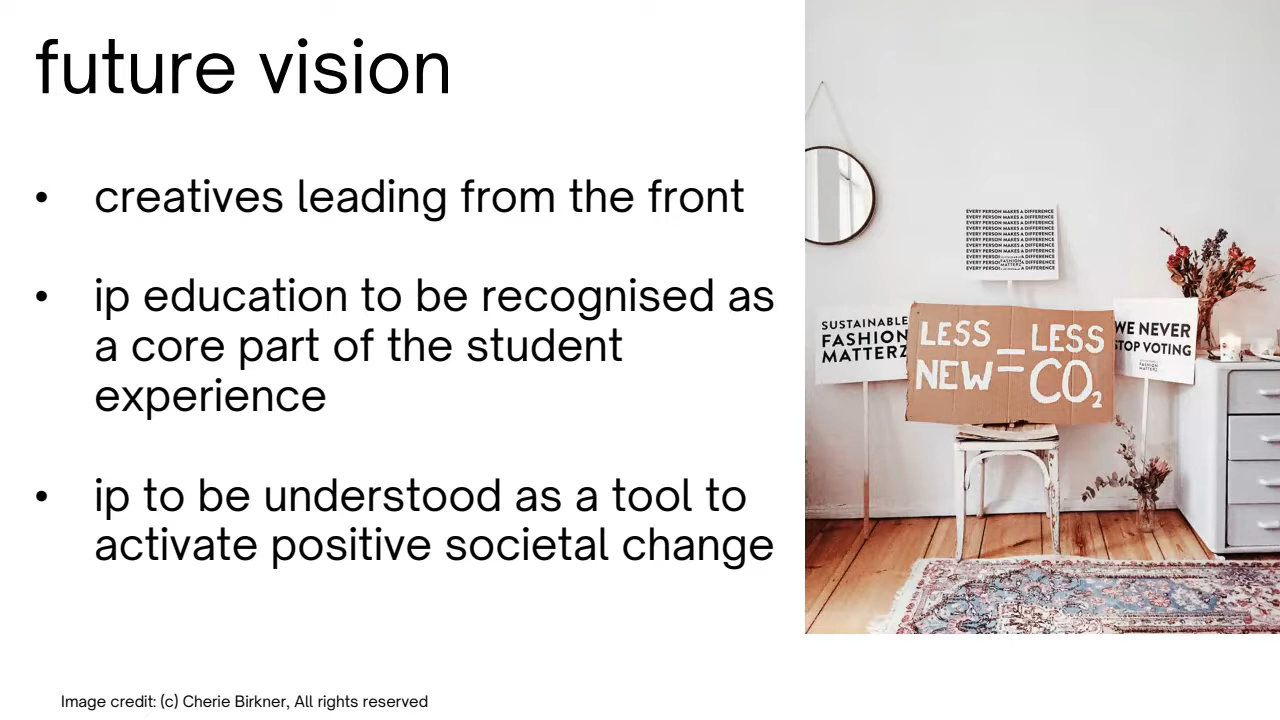 future vision
• creatives leading from the front
• ip education to be recognised as
a core part of the student
experience
• ip to be understood as a tool to
activate positive societal change
EVERY PERSON MAKES A DIFFERENCE
EVERY PERSON MAKES A DIFFERENCE
EVERY PERSON MAKES A DIFFERENCE
EVERY PERSON MAKES A DIFFERENCE
EVERY PERSON MAKES A DIFFERENCE
EVERY PERSON MAKES A DIFFERENCE
SUSTAINABLE
FASHION
MATTERZ
LESS LESS
NEW = CO₂
WE NEVER
STOP VOTING
Image credit: (c) Cherie Birkner, All rights reserved